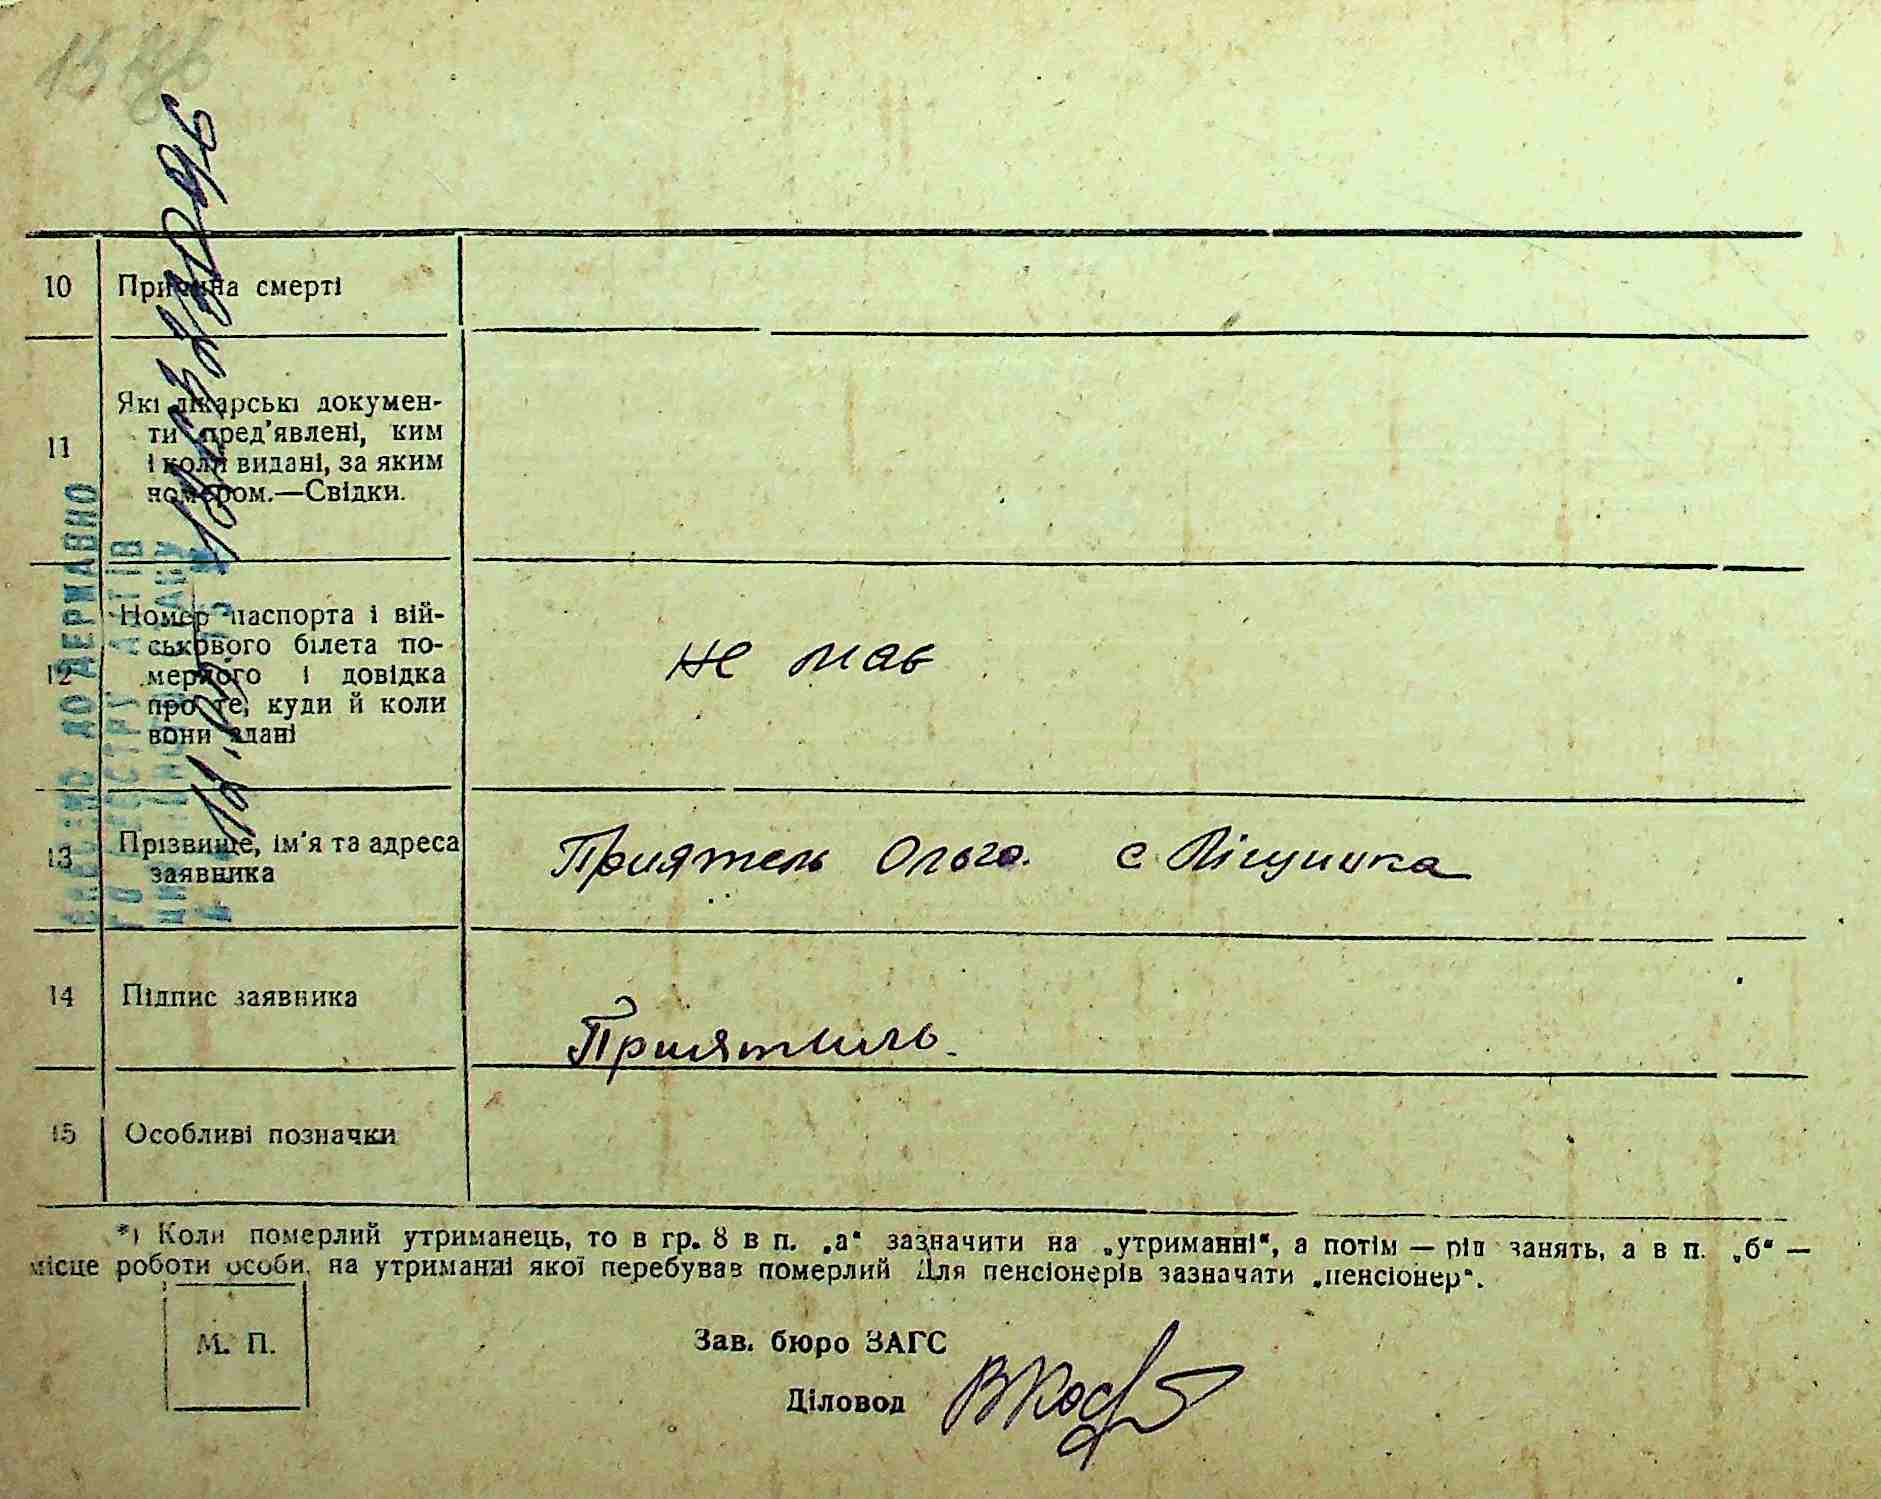 10 Причина смерті
11 Які лікарські докумен-
ти пред'явлені, ким
і коли видані, за яким
номером.—Свідки.
12 Номер паспорта і вій-
ськового білета по-
мерлого і довідка
про те, куди й коли
вони здані
не має
13 Прізвище, ім'я та адреса
заявника
Приятель Ольга. с Лігушка
14 Підпис заявника
Приятиль.
15 Особливі позначки
*) Коли померлий утриманець, то в гр. 8 в п. „а“ зазначити на „утриманні“, а потім — рід занять, а в п. „б“ —
місце роботи особи, на утриманні якої перебував померлий Для пенсіонерів зазначати „пенсіонер“.
М. П.
Зав. бюро ЗАГС
Діловод